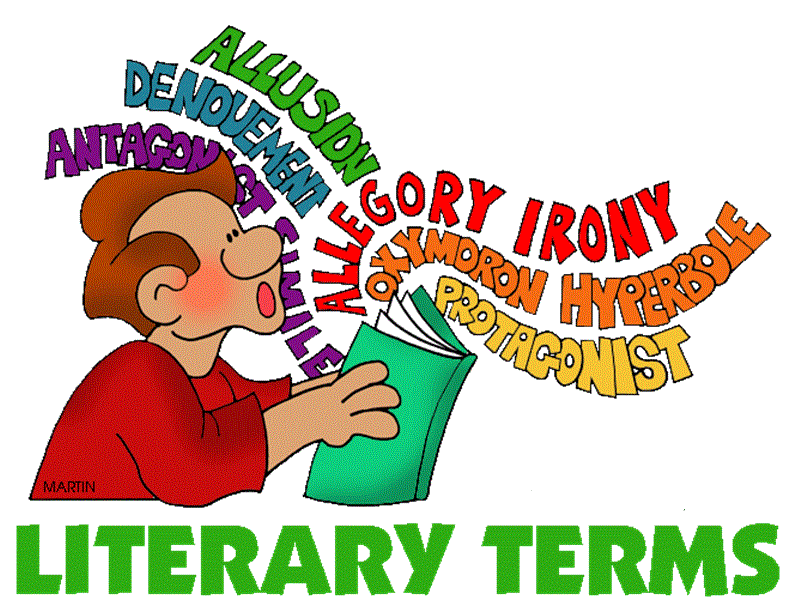 ALLUSION
DENOUEMENT
ANTAGONIST SIMILE
ALLEGORY IRONY
OXYMORON HYPERBOLE
PROTAGONIST
MARTIN
LITERARY TERMS